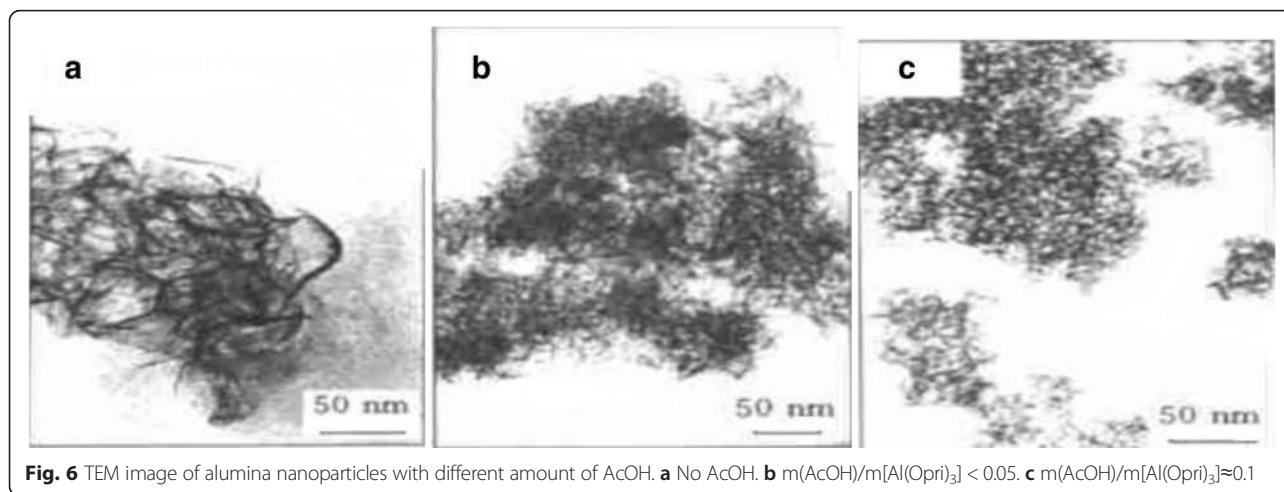 a
b
c
50 nm
50 nm
50 nm
Fig. 6 TEM image of alumina nanoparticles with different amount of AcOH. a No AcOH. b m(AcOH)/m[Al(Opri)₃] < 0.05. c m(AcOH)/m[Al(Opri)₃]≈0.1